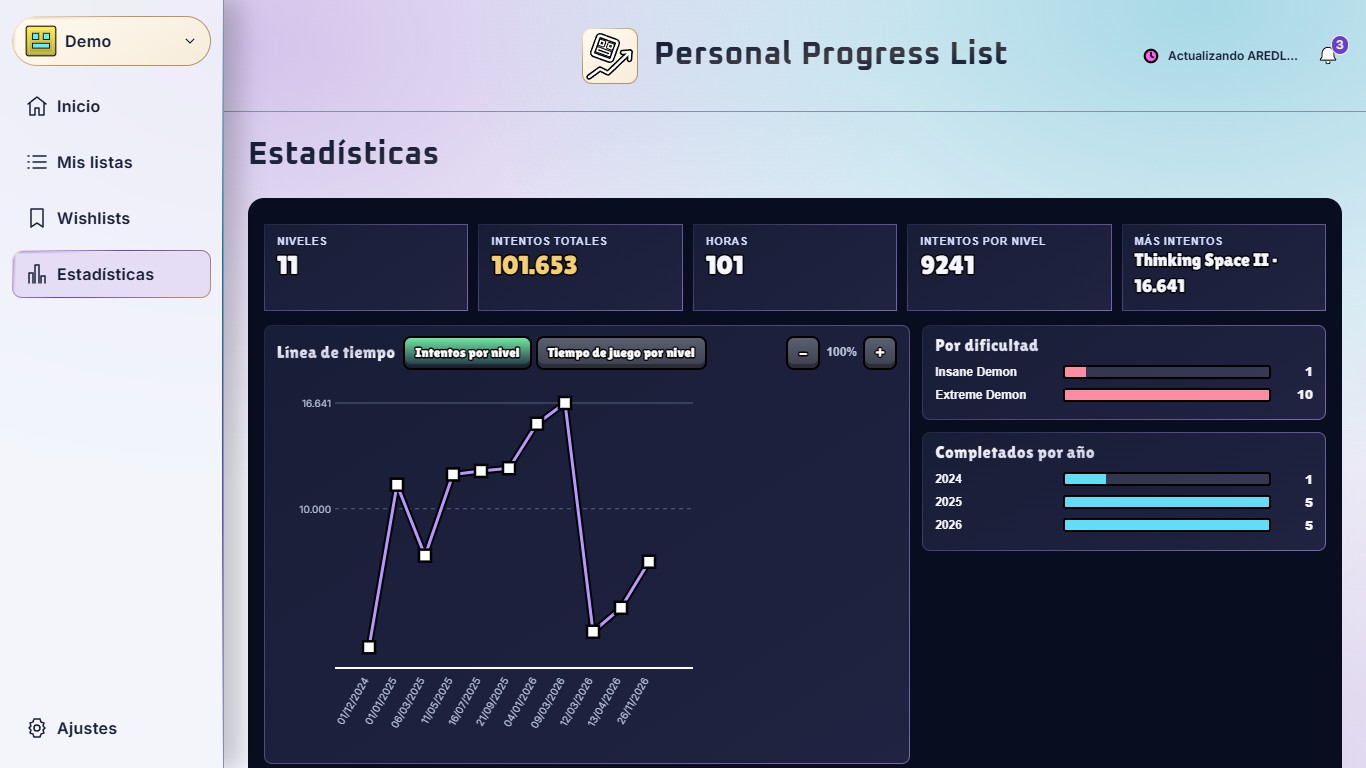 Demo
Inicio
Mis listas
Wishlists
Estadísticas
Ajustes
Personal Progress List
Actualizando AREDL...
3
Estadísticas
NIVELES
11
INTENTOS TOTALES
101.653
HORAS
101
INTENTOS POR NIVEL
9241
MÁS INTENTOS
Thinking Space II ·
16.641
Línea de tiempo
Intentos por nivel
Tiempo de juego por nivel
– 100% +
16.641
10.000
01/12/2024
01/01/2025
06/03/2025
11/05/2025
16/07/2025
21/09/2025
04/01/2026
09/03/2026
12/03/2026
13/04/2026
26/11/2026
Por dificultad
Insane Demon 1
Extreme Demon 10
Completados por año
2024 1
2025 5
2026 5